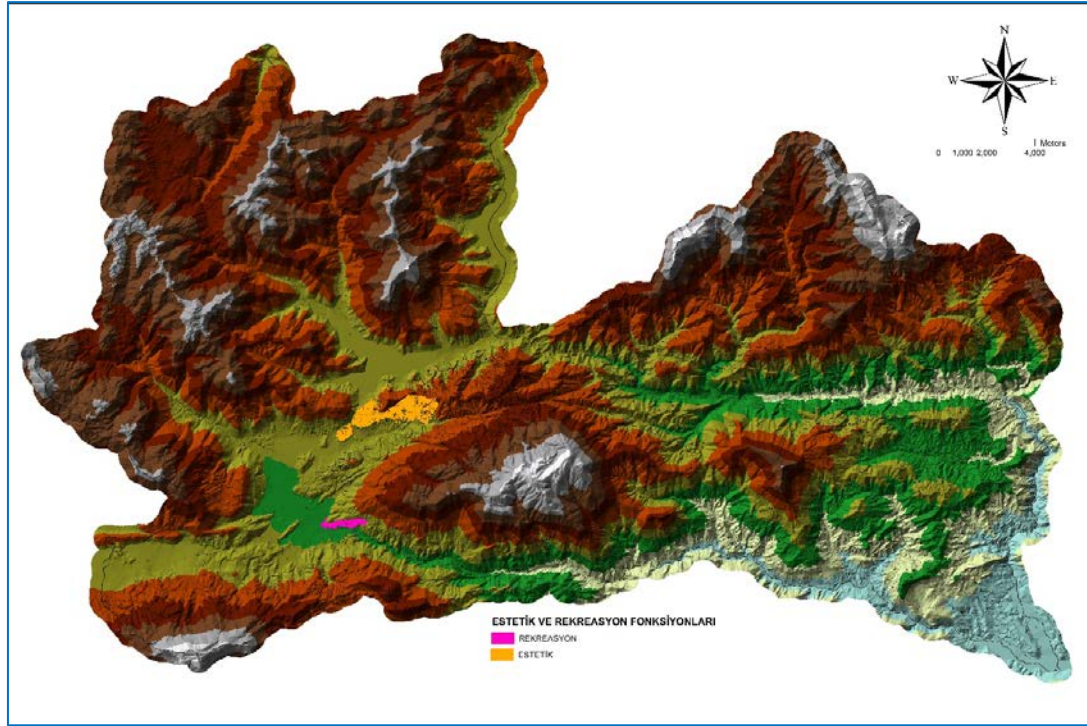 N
W E
S
Meters
0 1,000 2,000 4,000
ESTETİK VE REKREASYON FONKSİYONLARI
REKREASYON
ESTETİK